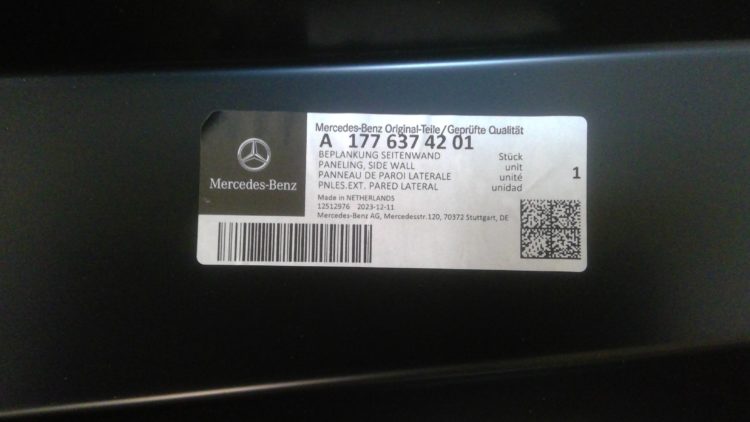 Mercedes-Benz Original-Teile/Geprüfte Qualität
A 177 637 42 01
BEPLANKUNG SEITENWAND Stück
PANELING, SIDE WALL unit 1
PANNEAU DE PAROI LATERALE unité
PNLES.EXT. PARED LATERAL unidad
Mercedes-Benz
Made in NETHERLANDS
12512976 2023-12-11
Mercedes-Benz AG, Mercedesstr.120, 70372 Stuttgart, DE